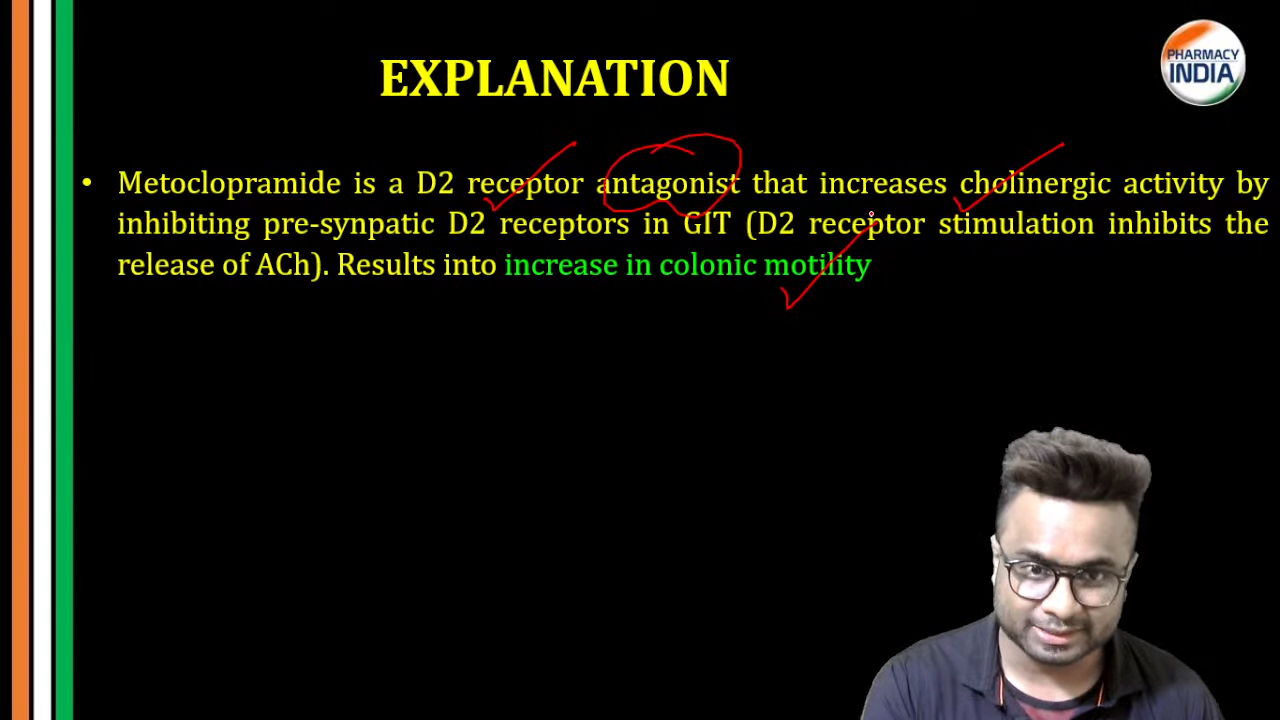 PHARMACY
INDIA
EXPLANATION
• Metoclopramide is a D2 receptor antagonist that increases cholinergic activity by
inhibiting pre-synpatic D2 receptors in GIT (D2 receptor stimulation inhibits the
release of ACh). Results into increase in colonic motility